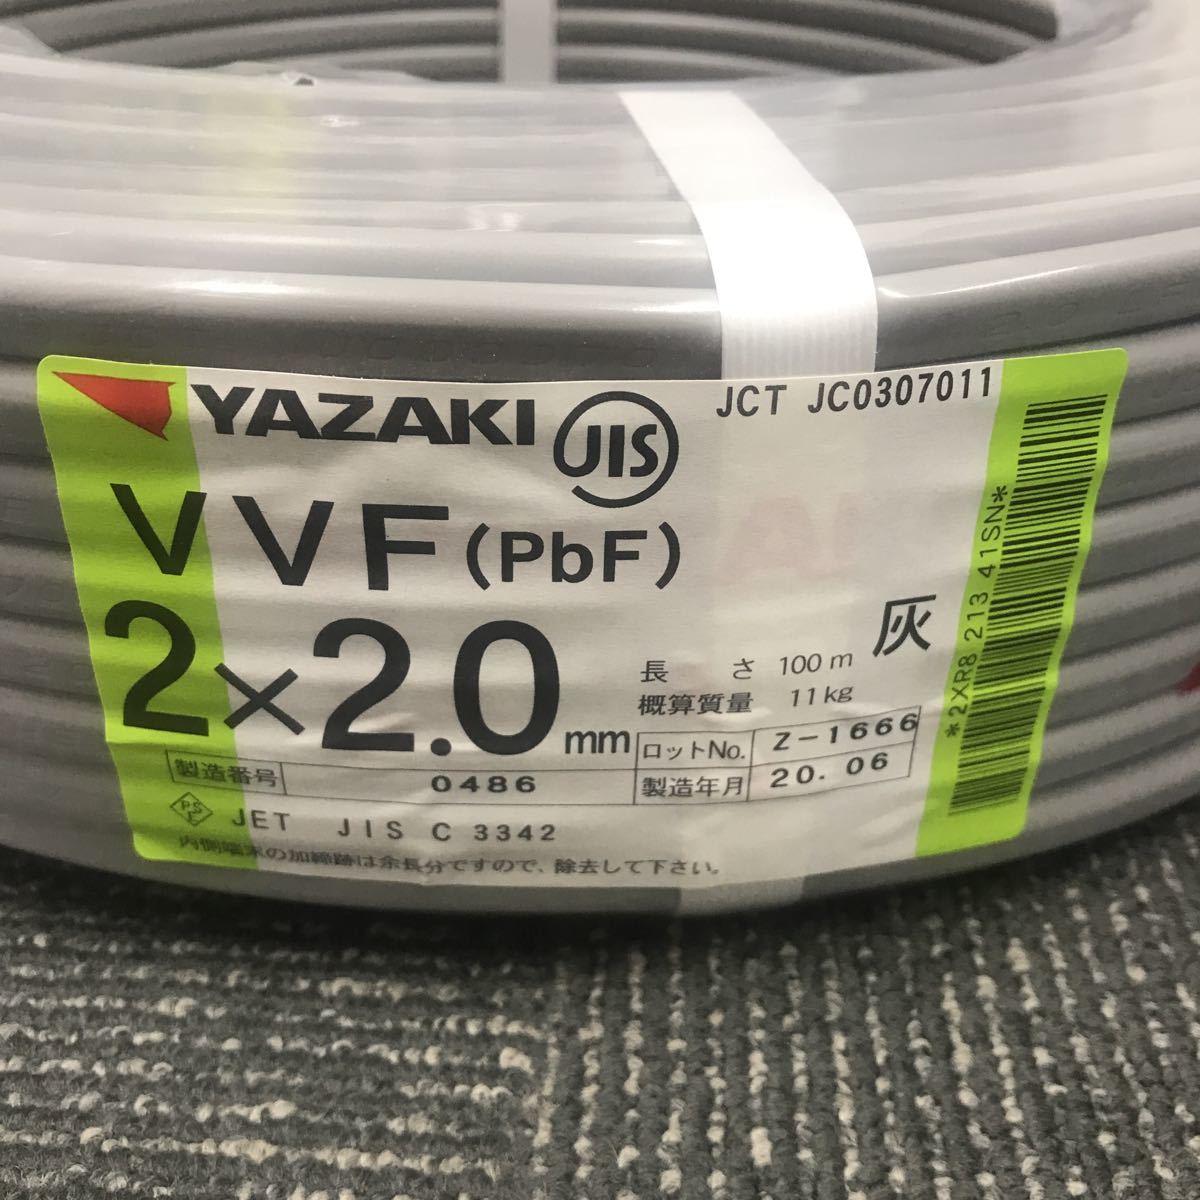 YAZAKI JIS JCT JC0307011
VVF(PbF)
2×2.0mm
灰
長さ 100m
概算質量 11kg
ロットNo. Z-1666
製造番号 0486
製造年月 20.06
PSE JET JIS C 3342
内側端末の加締跡は余長分ですので、除去して下さい。
*2XR8 213 41SN*